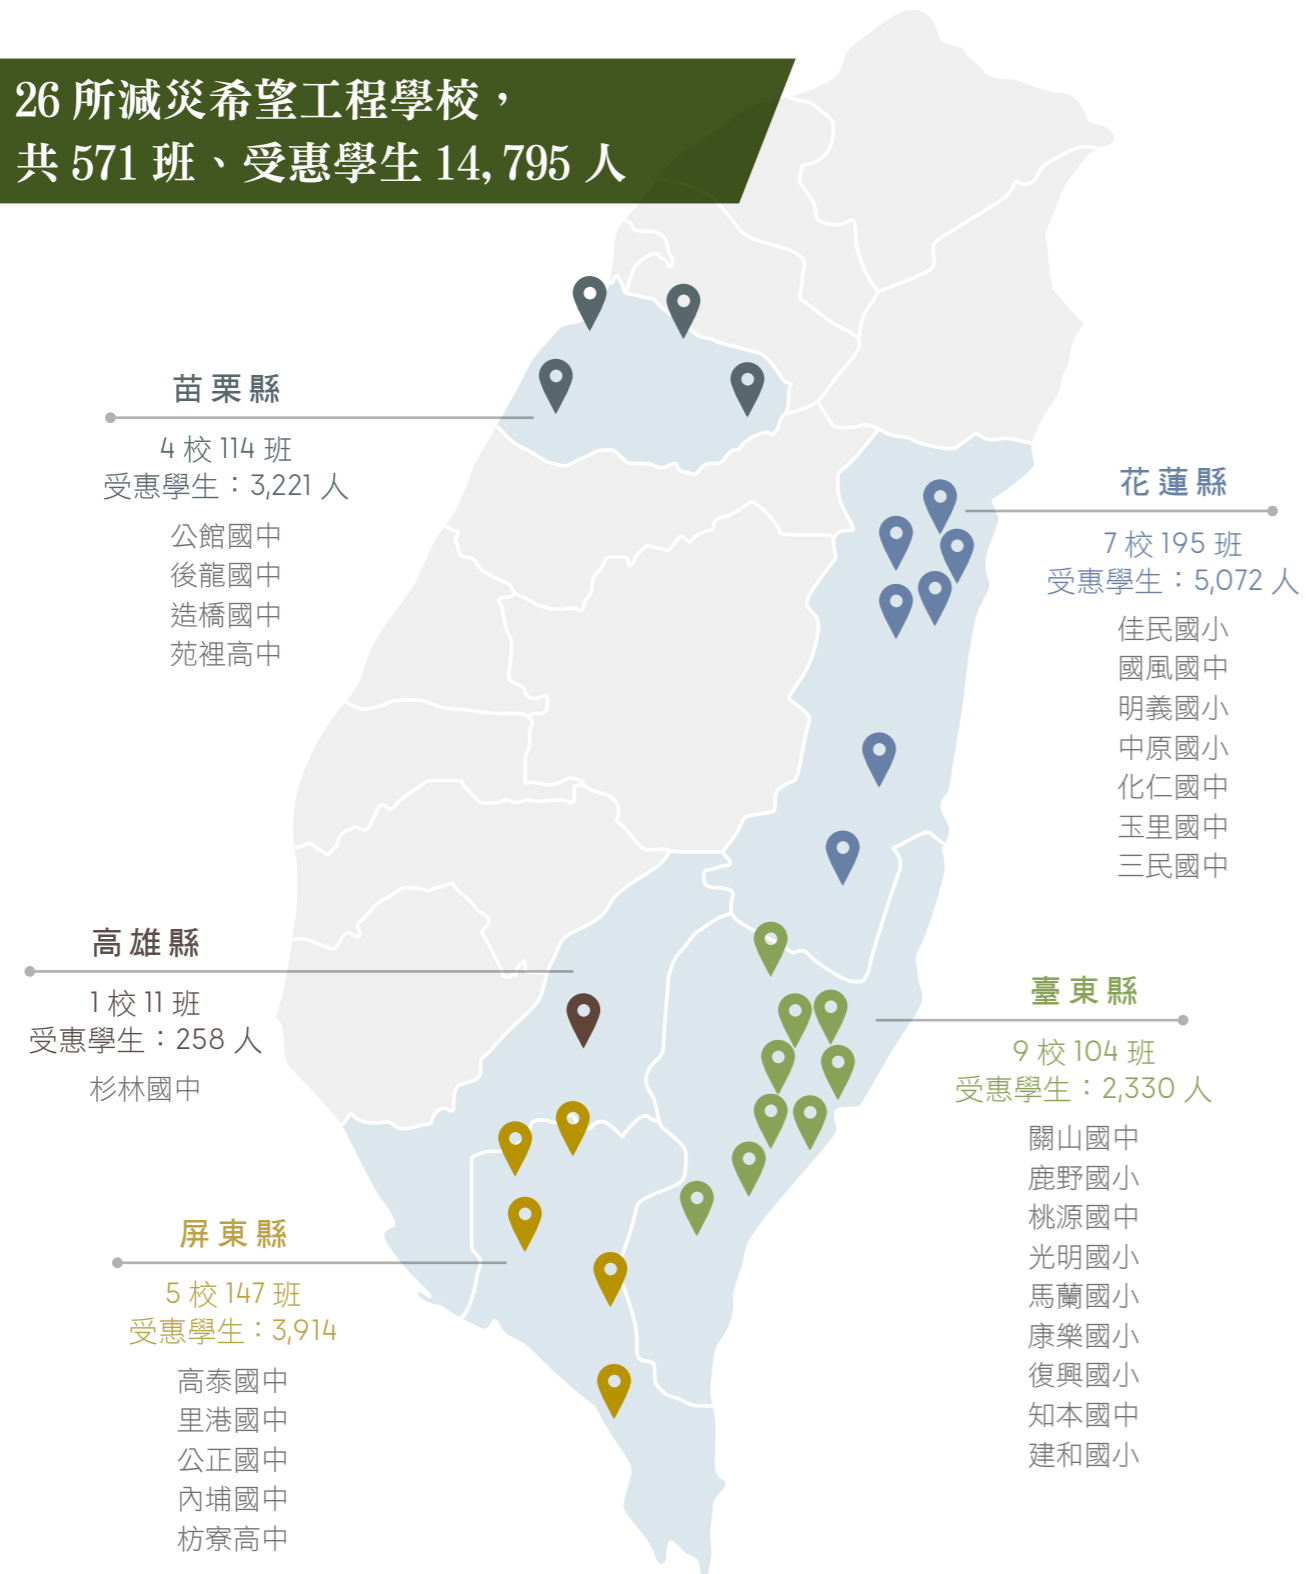 26 所減災希望工程學校，
共 571 班、受惠學生 14,795 人
苗栗縣
4 校 114 班
受惠學生：3,221 人
公館國中
後龍國中
造橋國中
苑裡高中
花蓮縣
7 校 195 班
受惠學生：5,072 人
佳民國小
國風國中
明義國小
中原國小
化仁國中
玉里國中
三民國中
高雄縣
1 校 11 班
受惠學生：258 人
杉林國中
臺東縣
9 校 104 班
受惠學生：2,330 人
關山國中
鹿野國小
桃源國中
光明國小
馬蘭國小
康樂國小
復興國小
知本國中
建和國小
屏東縣
5 校 147 班
受惠學生：3,914
高泰國中
里港國中
公正國中
內埔國中
枋寮高中